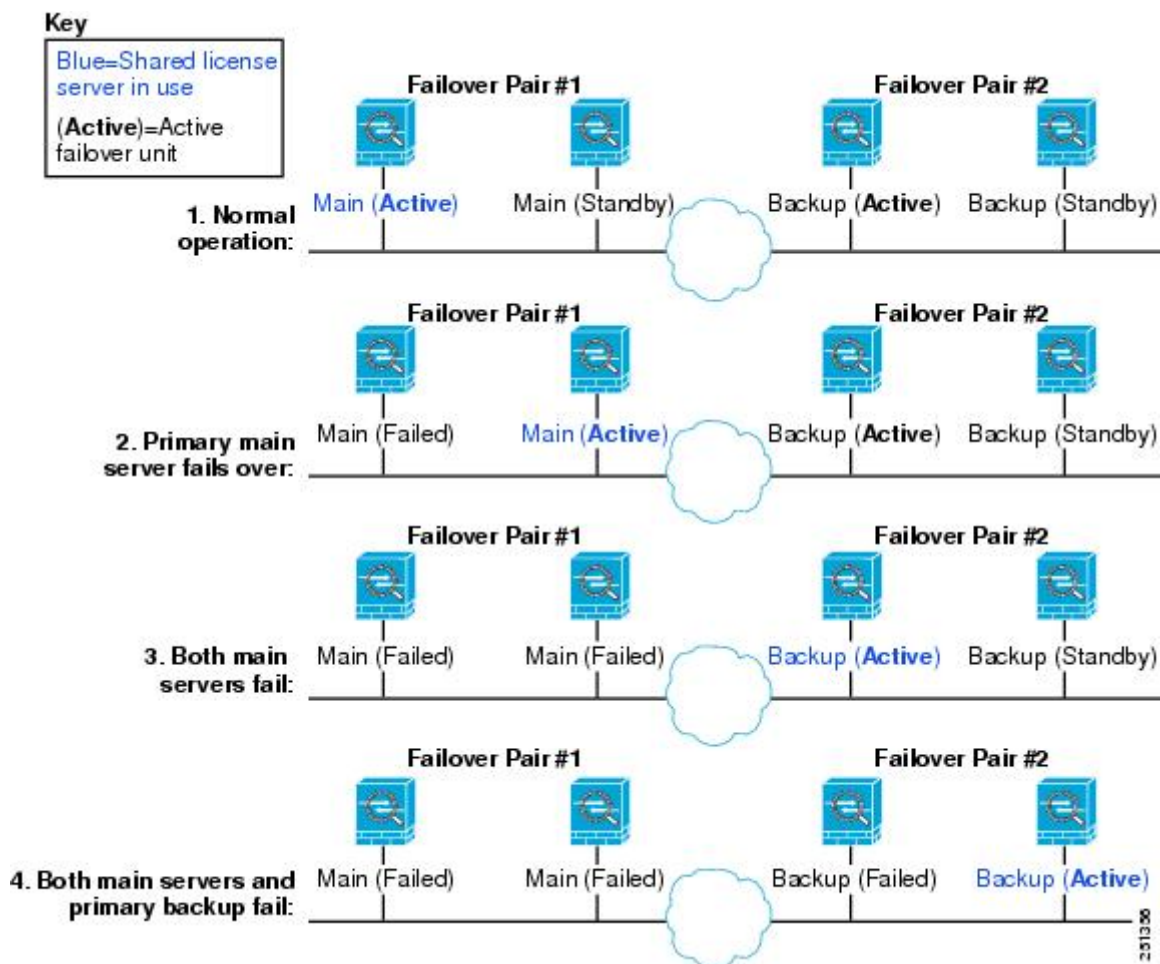 Key
Blue=Shared license
server in use
(Active)=Active
failover unit
Failover Pair #1
Failover Pair #2
1. Normal
operation:
Main (Active)
Main (Standby)
Backup (Active)
Backup (Standby)
Failover Pair #1
Failover Pair #2
2. Primary main
server fails over:
Main (Failed)
Main (Active)
Backup (Active)
Backup (Standby)
Failover Pair #1
Failover Pair #2
3. Both main
servers fail:
Main (Failed)
Main (Failed)
Backup (Active)
Backup (Standby)
Failover Pair #1
Failover Pair #2
4. Both main servers and
primary backup fail:
Main (Failed)
Main (Failed)
Backup (Failed)
Backup (Active)
251356